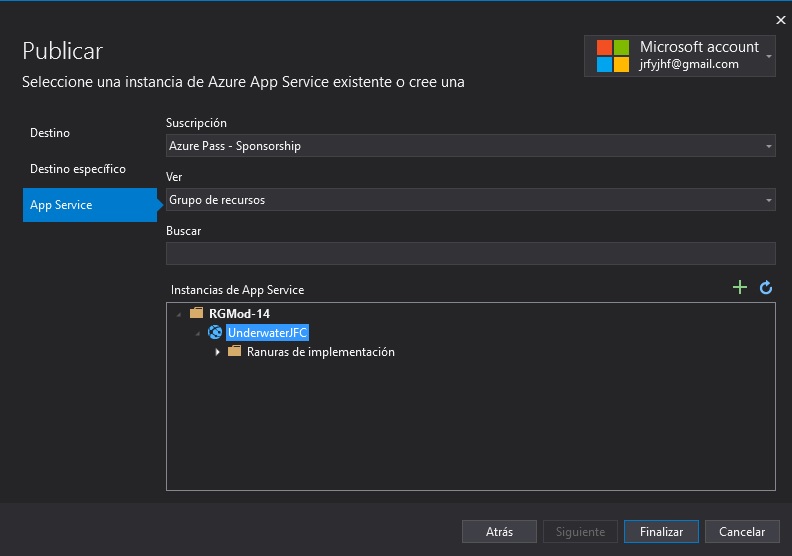 Publicar
Seleccione una instancia de Azure App Service existente o cree una
Microsoft account
jrfyjhf@gmail.com
Destino
Destino específico
App Service
Suscripción
Azure Pass - Sponsorship
Ver
Grupo de recursos
Buscar
Instancias de App Service
RGMod-14
UnderwaterJFC
Ranuras de implementación
Atrás
Siguiente
Finalizar
Cancelar